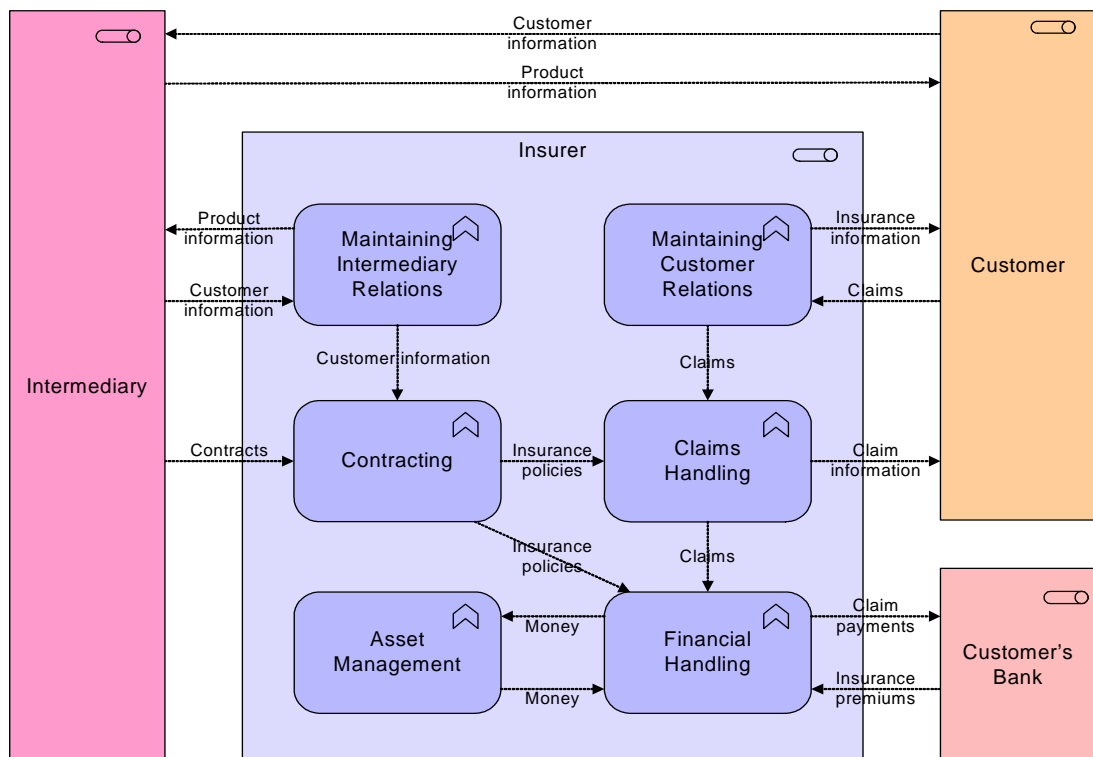 Customer
information
Product
information
Insurer
Product
information
Maintaining
Intermediary
Relations
Maintaining
Customer
Relations
Insurance
information
Customer
Customer
information
Claims
Customer information
Claims
Intermediary
Contracts
Contracting
Insurance
policies
Claims
Handling
Claim
information
Insurance
policies
Claims
Asset
Management
Money
Money
Financial
Handling
Claim
payments
Insurance
premiums
Customer's
Bank